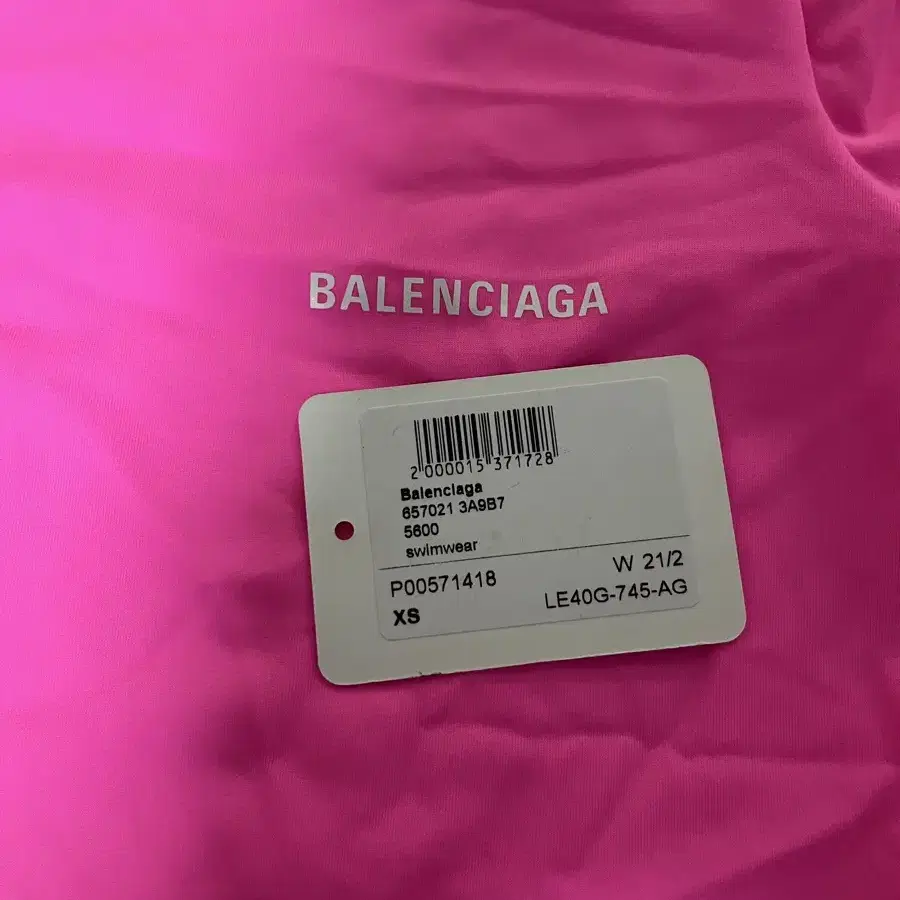 BALENCIAGA
2 000015 371728
Balenciaga
657021 3A9B7
5600
swimwear
P00571418 W 21/2
XS LE40G-745-AG